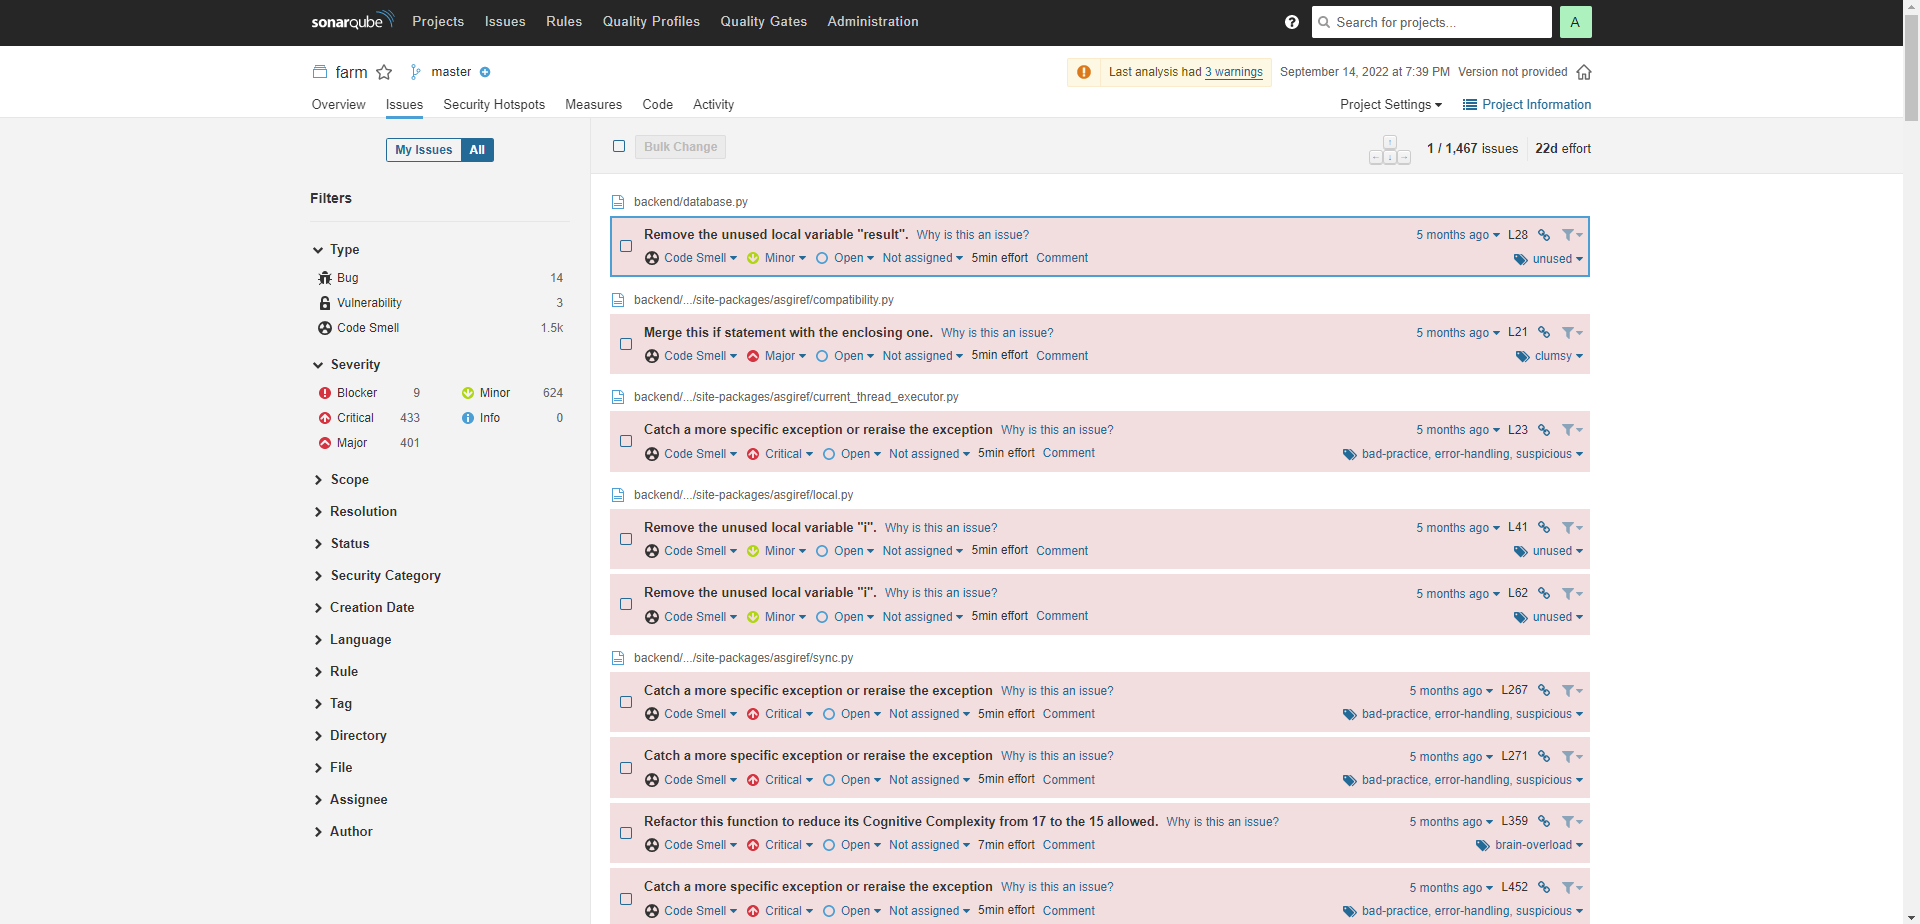 sonarqube Projects Issues Rules Quality Profiles Quality Gates Administration ? Search for projects... A
farm master Last analysis had 3 warnings September 14, 2022 at 7:39 PM Version not provided
Overview Issues Security Hotspots Measures Code Activity Project Settings Project Information
My Issues All
Bulk Change 1 / 1,467 issues 22d effort
Filters
Type
Bug 14
Vulnerability 3
Code Smell 1.5k
Severity
Blocker 9 Minor 624
Critical 433 Info 0
Major 401
Scope
Resolution
Status
Security Category
Creation Date
Language
Rule
Tag
Directory
File
Assignee
Author
backend/database.py
Remove the unused local variable "result". Why is this an issue? 5 months ago L28
Code Smell Minor Open Not assigned 5min effort Comment unused
backend/.../site-packages/asgiref/compatibility.py
Merge this if statement with the enclosing one. Why is this an issue? 5 months ago L21
Code Smell Major Open Not assigned 5min effort Comment clumsy
backend/.../site-packages/asgiref/current_thread_executor.py
Catch a more specific exception or reraise the exception Why is this an issue? 5 months ago L23
Code Smell Critical Open Not assigned 5min effort Comment bad-practice, error-handling, suspicious
backend/.../site-packages/asgiref/local.py
Remove the unused local variable "i". Why is this an issue? 5 months ago L41
Code Smell Minor Open Not assigned 5min effort Comment unused
Remove the unused local variable "i". Why is this an issue? 5 months ago L62
Code Smell Minor Open Not assigned 5min effort Comment unused
backend/.../site-packages/asgiref/sync.py
Catch a more specific exception or reraise the exception Why is this an issue? 5 months ago L267
Code Smell Critical Open Not assigned 5min effort Comment bad-practice, error-handling, suspicious
Catch a more specific exception or reraise the exception Why is this an issue? 5 months ago L271
Code Smell Critical Open Not assigned 5min effort Comment bad-practice, error-handling, suspicious
Refactor this function to reduce its Cognitive Complexity from 17 to the 15 allowed. Why is this an issue? 5 months ago L359
Code Smell Critical Open Not assigned 7min effort Comment brain-overload
Catch a more specific exception or reraise the exception Why is this an issue? 5 months ago L452
Code Smell Critical Open Not assigned 5min effort Comment bad-practice, error-handling, suspicious